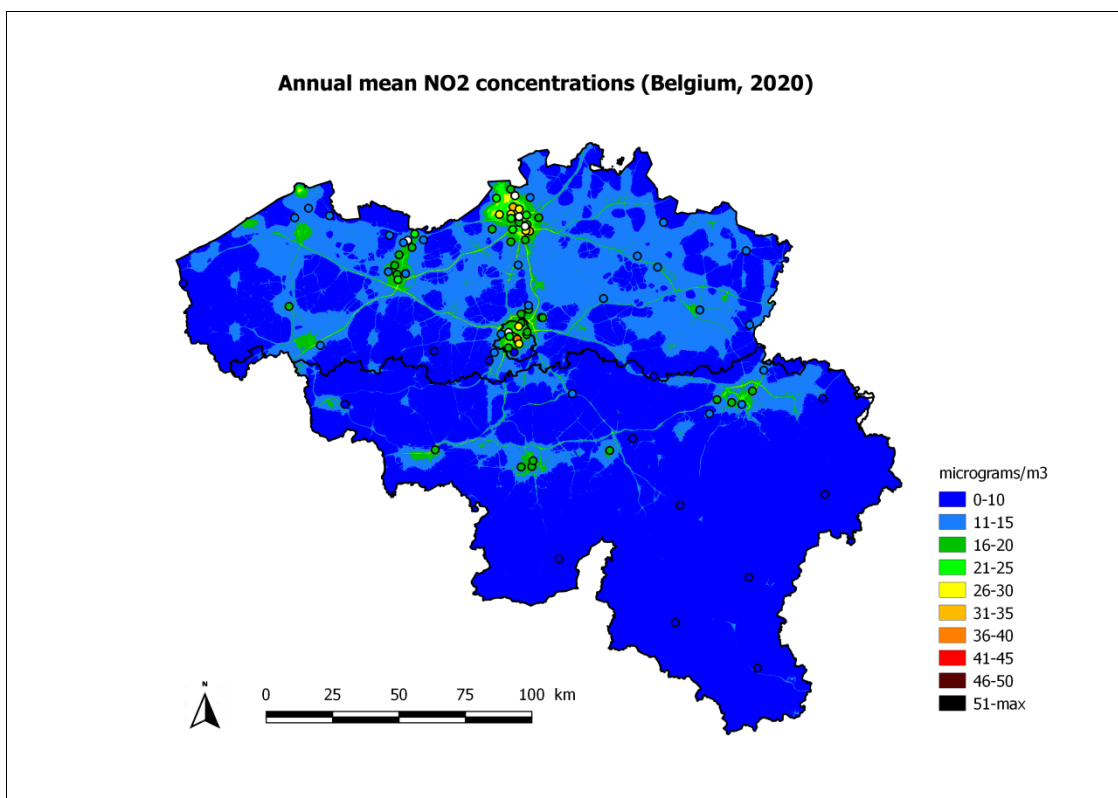 Annual mean NO2 concentrations (Belgium, 2020)
micrograms/m3
0-10
11-15
16-20
21-25
26-30
31-35
36-40
41-45
46-50
51-max
N
0 25 50 75 100 km